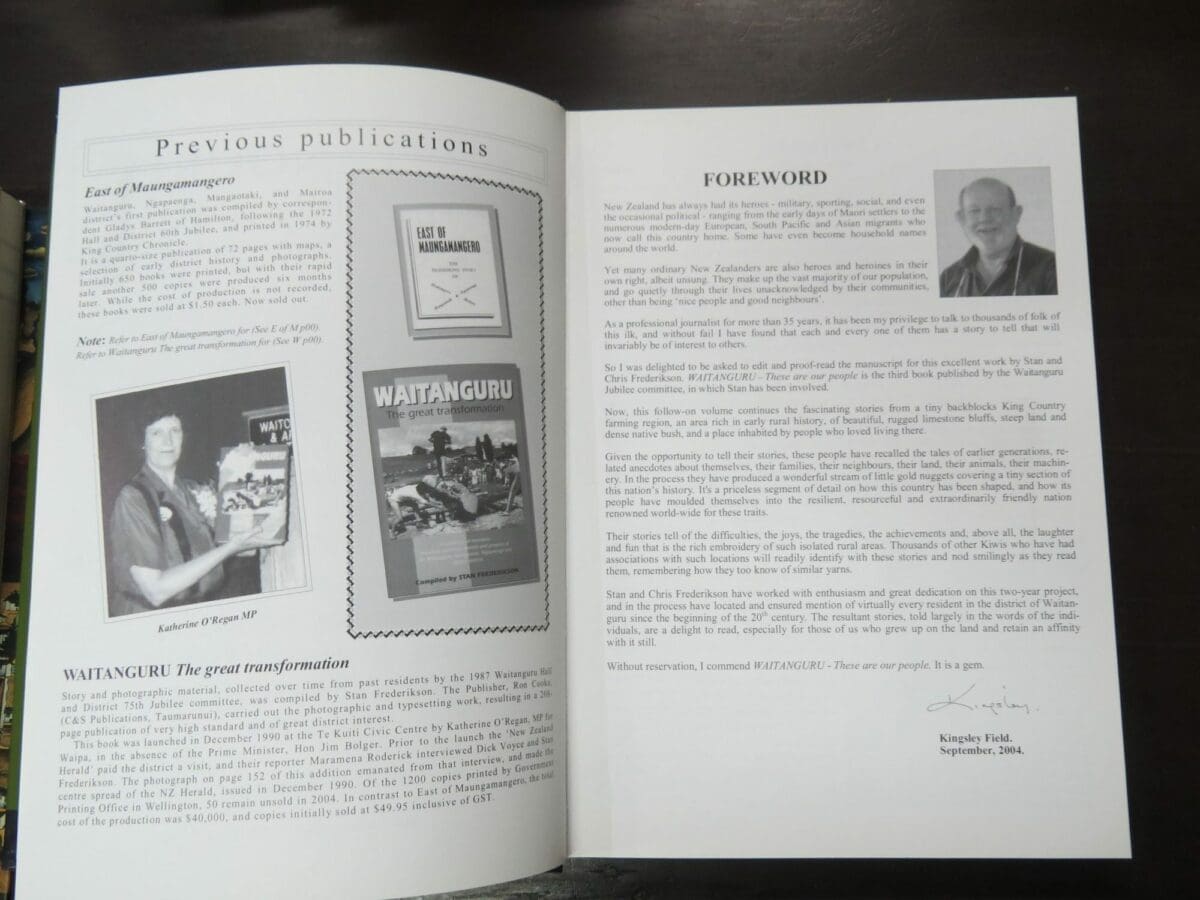 Previous publications
East of Maungamangero
Waitanguru, Ngapaenga, Mangaotaki, and Mairoa
district's first publication was compiled by correspon-
dent Gladys Barrett of Hamilton, following the 1972
Hall and District 60th Jubilee, and printed in 1974 by
King Country Chronicle.
It is a quarto-size publication of 72 pages with maps, a
selection of early district history and photographs.
Initially 650 books were printed, but with their rapid
sale another 500 copies were produced six months
later. While the cost of production is not recorded,
these books were sold at $1.50 each. Now sold out.
Note: Refer to East of Maungamangero for (See E of M p00).
Refer to Waitanguru The great transformation for (See W p00).
EAST OF
MAUNGAMANGERO
WAITANGURU
The great transformation
Compiled by STAN FREDERIKSON
WAITO
& A
Katherine O'Regan MP
WAITANGURU The great transformation
Story and photographic material, collected over time from past residents by the 1987 Waitanguru Hall
and District 75th Jubilee committee, was compiled by Stan Frederikson. The Publisher, Ron Cooke,
(C&S Publications, Taumarunui), carried out the photographic and typesetting work, resulting in a 268-
page publication of very high standard and of great district interest.
This book was launched in December 1990 at the Te Kuiti Civic Centre by Katherine O'Regan, MP for
Waipa, in the absence of the Prime Minister, Hon Jim Bolger. Prior to the launch the 'New Zealand
Herald' paid the district a visit, and their reporter Maramena Roderick interviewed Dick Voyce and Stan
Frederikson. The photograph on page 152 of this addition emanated from that interview, and made the
centre spread of the NZ Herald, issued in December 1990. Of the 1200 copies printed by Government
Printing Office in Wellington, 50 remain unsold in 2004. In contrast to East of Maungamangero, the total
cost of the production was $40,000, and copies initially sold at $49.95 inclusive of GST.
FOREWORD
New Zealand has always had its heroes - military, sporting, social, and even
the occasional political - ranging from the early days of Maori settlers to the
numerous modern-day European, South Pacific and Asian migrants who
now call this country home. Some have even become household names
around the world.
Yet many ordinary New Zealanders are also heroes and heroines in their
own right, albeit unsung. They make up the vast majority of our population,
and go quietly through their lives unacknowledged by their communities,
other than being 'nice people and good neighbours'.
As a professional journalist for more than 35 years, it has been my privilege to talk to thousands of folk of
this ilk, and without fail I have found that each and every one of them has a story to tell that will
invariably be of interest to others.
So I was delighted to be asked to edit and proof-read the manuscript for this excellent work by Stan and
Chris Frederikson. WAITANGURU - These are our people is the third book published by the Waitanguru
Jubilee committee, in which Stan has been involved.
Now, this follow-on volume continues the fascinating stories from a tiny backblocks King Country
farming region, an area rich in early rural history, of beautiful, rugged limestone bluffs, steep land and
dense native bush, and a place inhabited by people who loved living there.
Given the opportunity to tell their stories, these people have recalled the tales of earlier generations, re-
lated anecdotes about themselves, their families, their neighbours, their land, their animals, their machin-
ery. In the process they have produced a wonderful stream of little gold nuggets covering a tiny section of
this nation's history. It's a priceless segment of detail on how this country has been shaped, and how its
people have moulded themselves into the resilient, resourceful and extraordinarily friendly nation
renowned world-wide for these traits.
Their stories tell of the difficulties, the joys, the tragedies, the achievements and, above all, the laughter
and fun that is the rich embroidery of such isolated rural areas. Thousands of other Kiwis who have had
associations with such locations will readily identify with these stories and nod smilingly as they read
them, remembering how they too know of similar yarns.
Stan and Chris Frederikson have worked with enthusiasm and great dedication on this two-year project,
and in the process have located and ensured mention of virtually every resident in the district of Waitan-
guru since the beginning of the 20th century. The resultant stories, told largely in the words of the indi-
viduals, are a delight to read, especially for those of us who grew up on the land and retain an affinity
with it still.
Without reservation, I commend WAITANGURU - These are our people. It is a gem.
Kingsley.
Kingsley Field.
September, 2004.